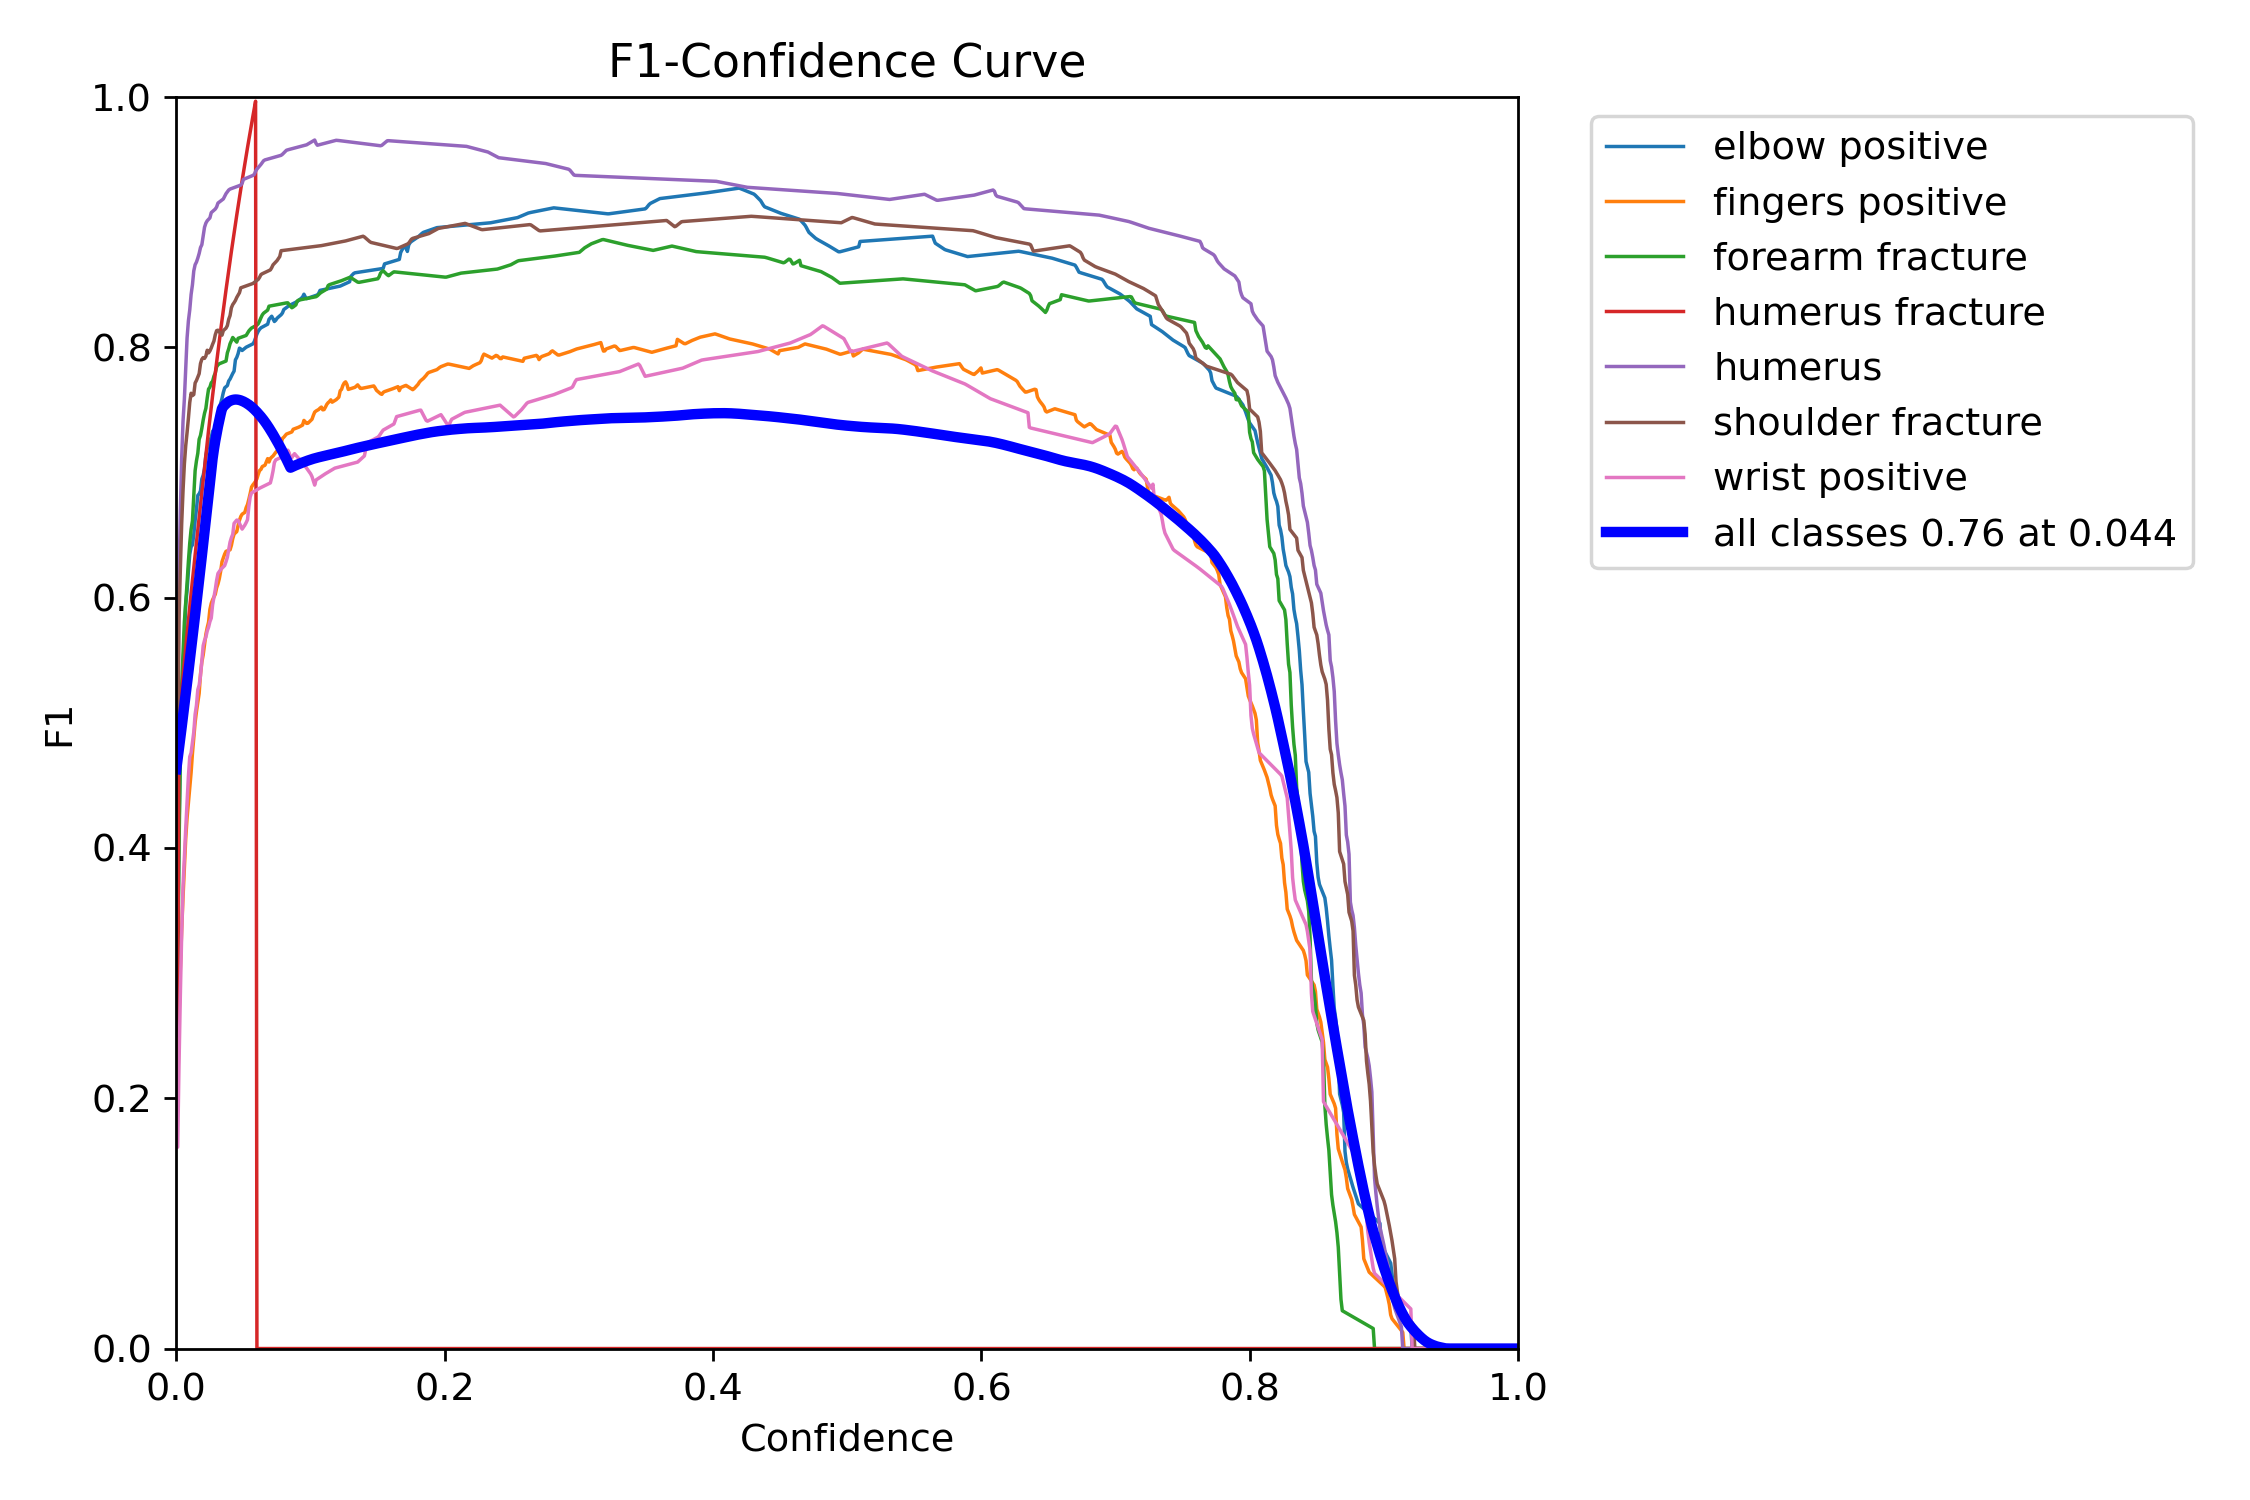 F1-Confidence Curve
1.0
0.8
0.6
0.4
0.2
0.0
F1
0.0 0.2 0.4 0.6 0.8 1.0
Confidence
elbow positive
fingers positive
forearm fracture
humerus fracture
humerus
shoulder fracture
wrist positive
all classes 0.76 at 0.044